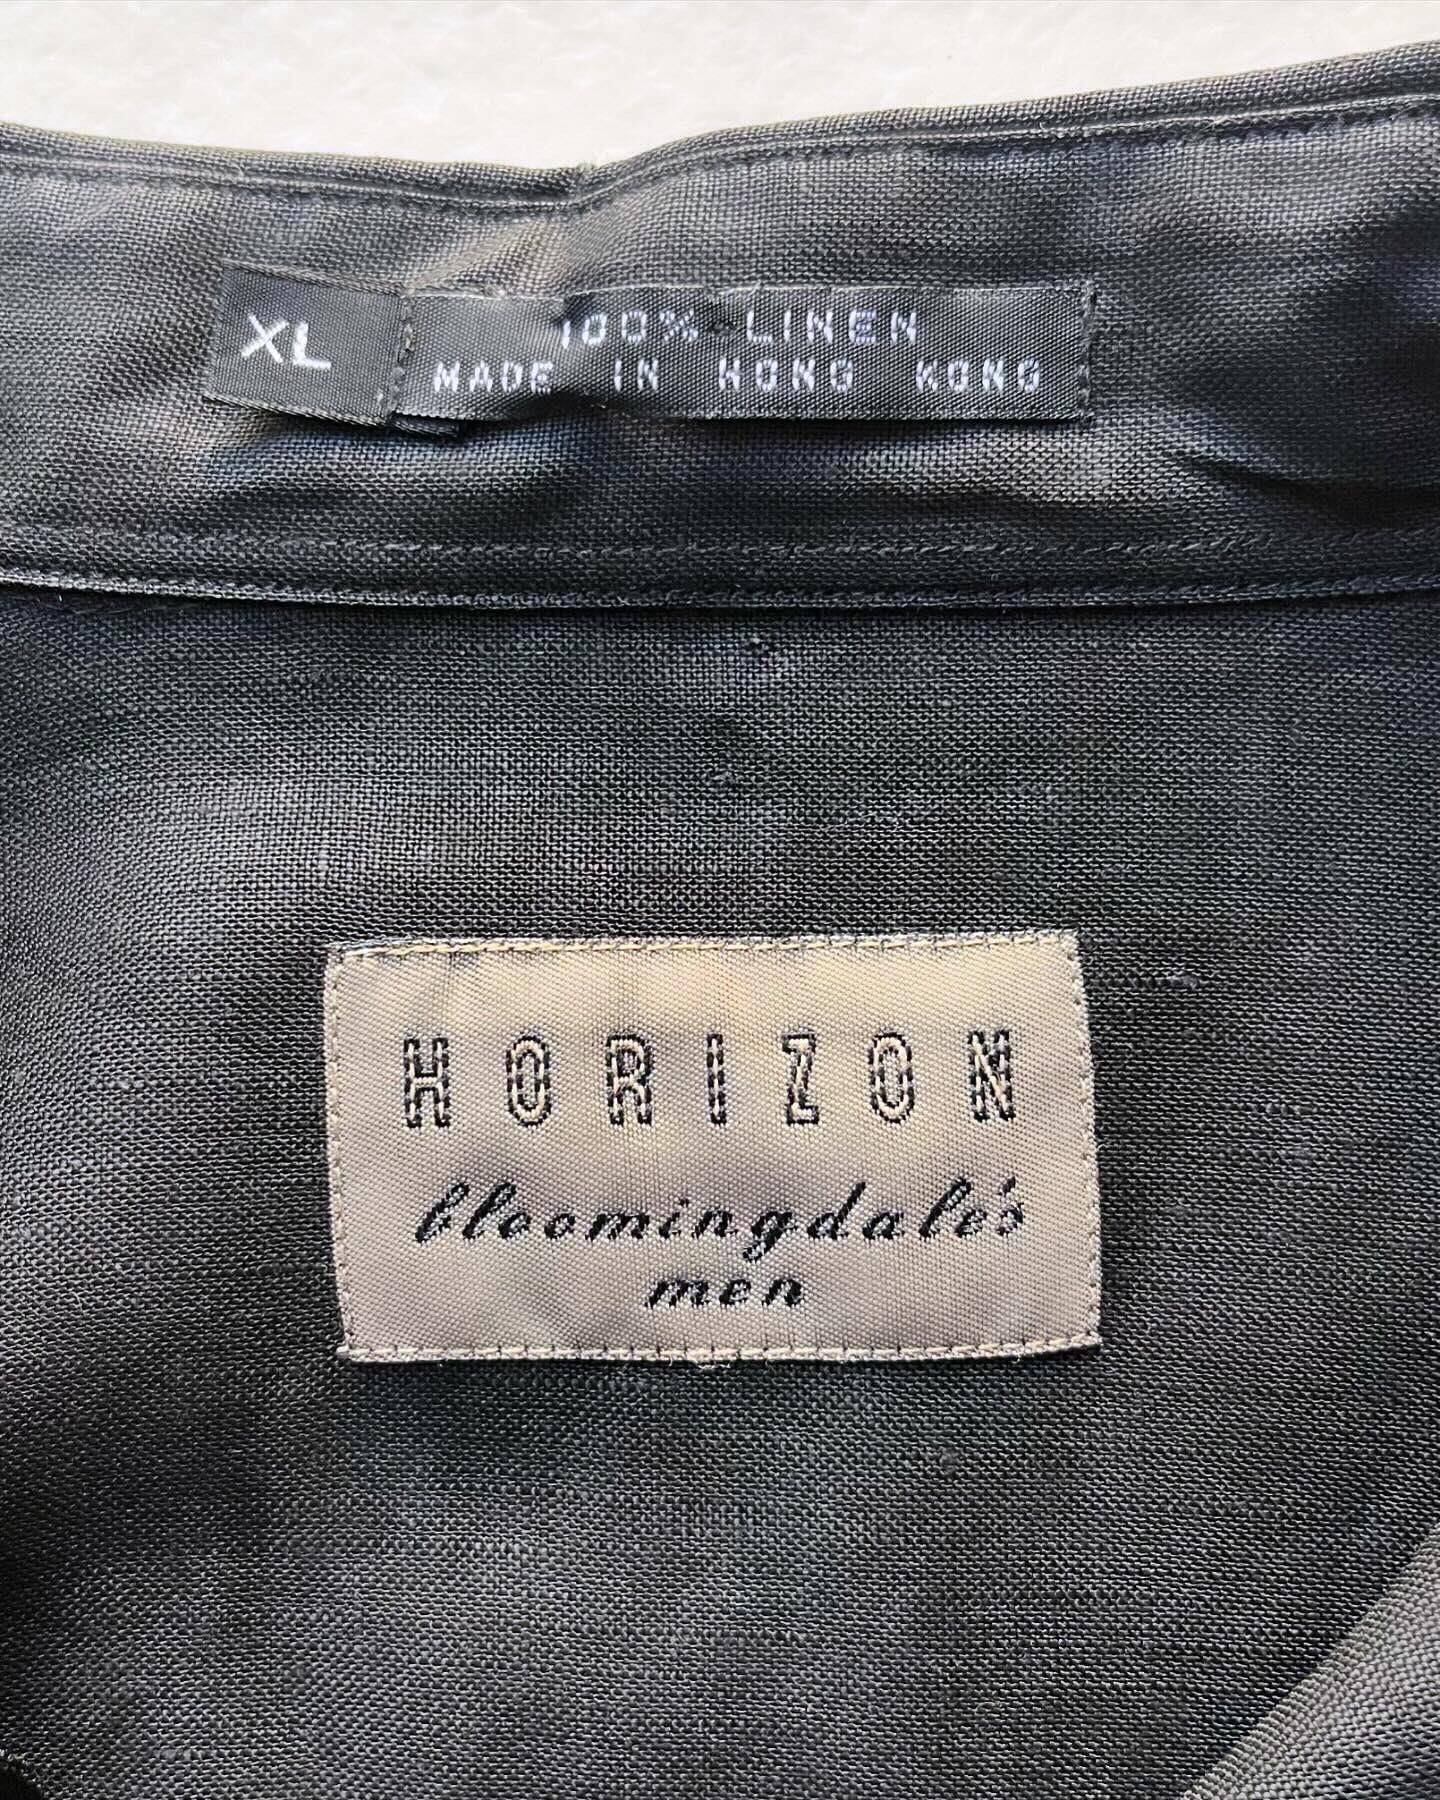 XL
100% LINEN
MADE IN HONG KONG
HORIZON
bloomingdale's
men